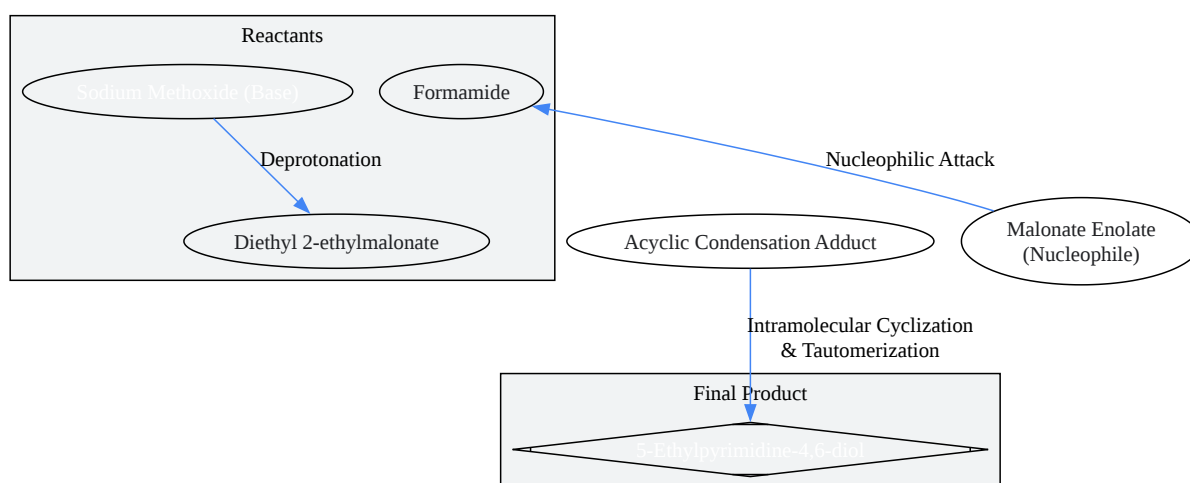 Reactants
Sodium Methoxide (Base)
Formamide
Deprotonation
Nucleophilic Attack
Diethyl 2-ethylmalonate
Acyclic Condensation Adduct
Malonate Enolate
(Nucleophile)
Intramolecular Cyclization
& Tautomerization
Final Product
5-Ethylpyrimidine-4,6-diol